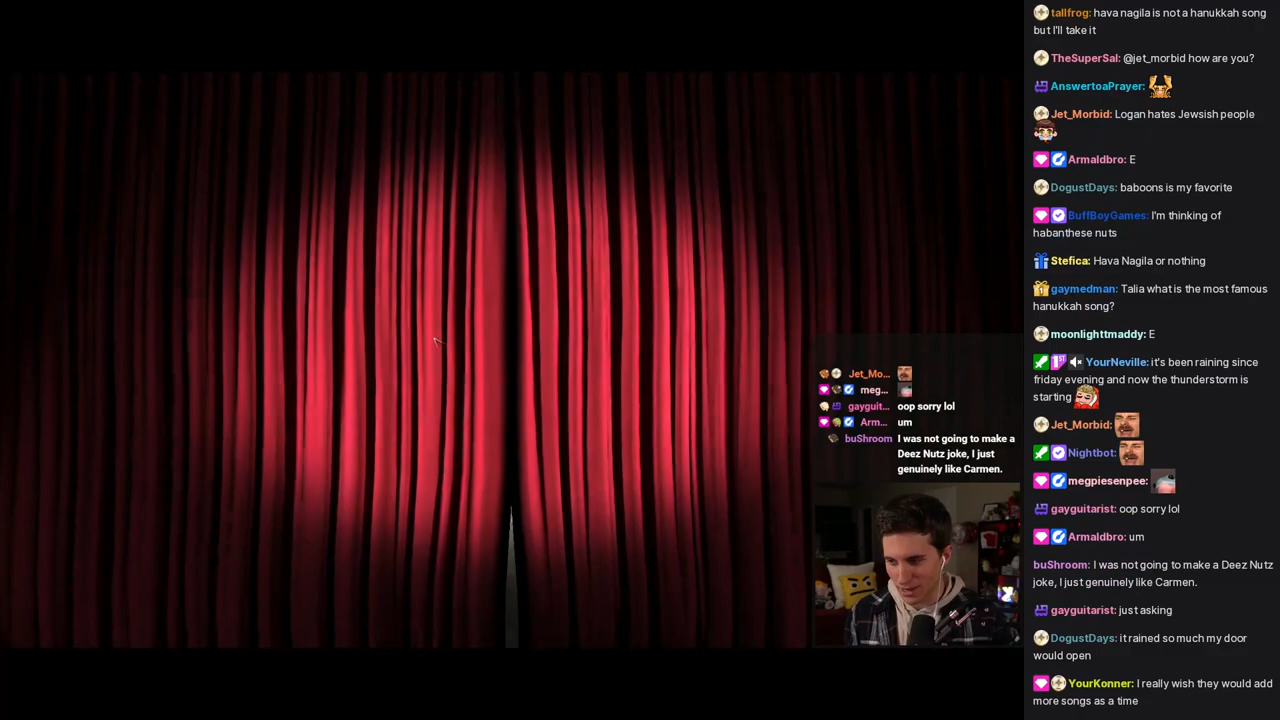 tallfrog: hava nagila is not a hanukkah song
but I'll take it
TheSuperSal: @jet_morbid how are you?
AnswertoaPrayer:
Jet_Morbid: Logan hates Jewsish people
Armaldbro: E
DogustDays: baboons is my favorite
BuffBoyGames: I'm thinking of
habanthese nuts
Stefica: Hava Nagila or nothing
gaymedman: Talia what is the most famous
hanukkah song?
moonlighttmaddy: E
YourNeville: it's been raining since
friday evening and now the thunderstorm is
starting
Jet_Morbid:
Nightbot:
megpiesenpee:
gayguitarist: oop sorry lol
Armaldbro: um
buShroom: I was not going to make a Deez Nutz
joke, I just genuinely like Carmen.
gayguitarist: just asking
DogustDays: it rained so much my door
would open
YourKonner: I really wish they would add
more songs as a time
Jet_Mo...
meg...
gayguit... oop sorry lol
Arm... um
buShroom I was not going to make a
Deez Nutz joke, I just
genuinely like Carmen.